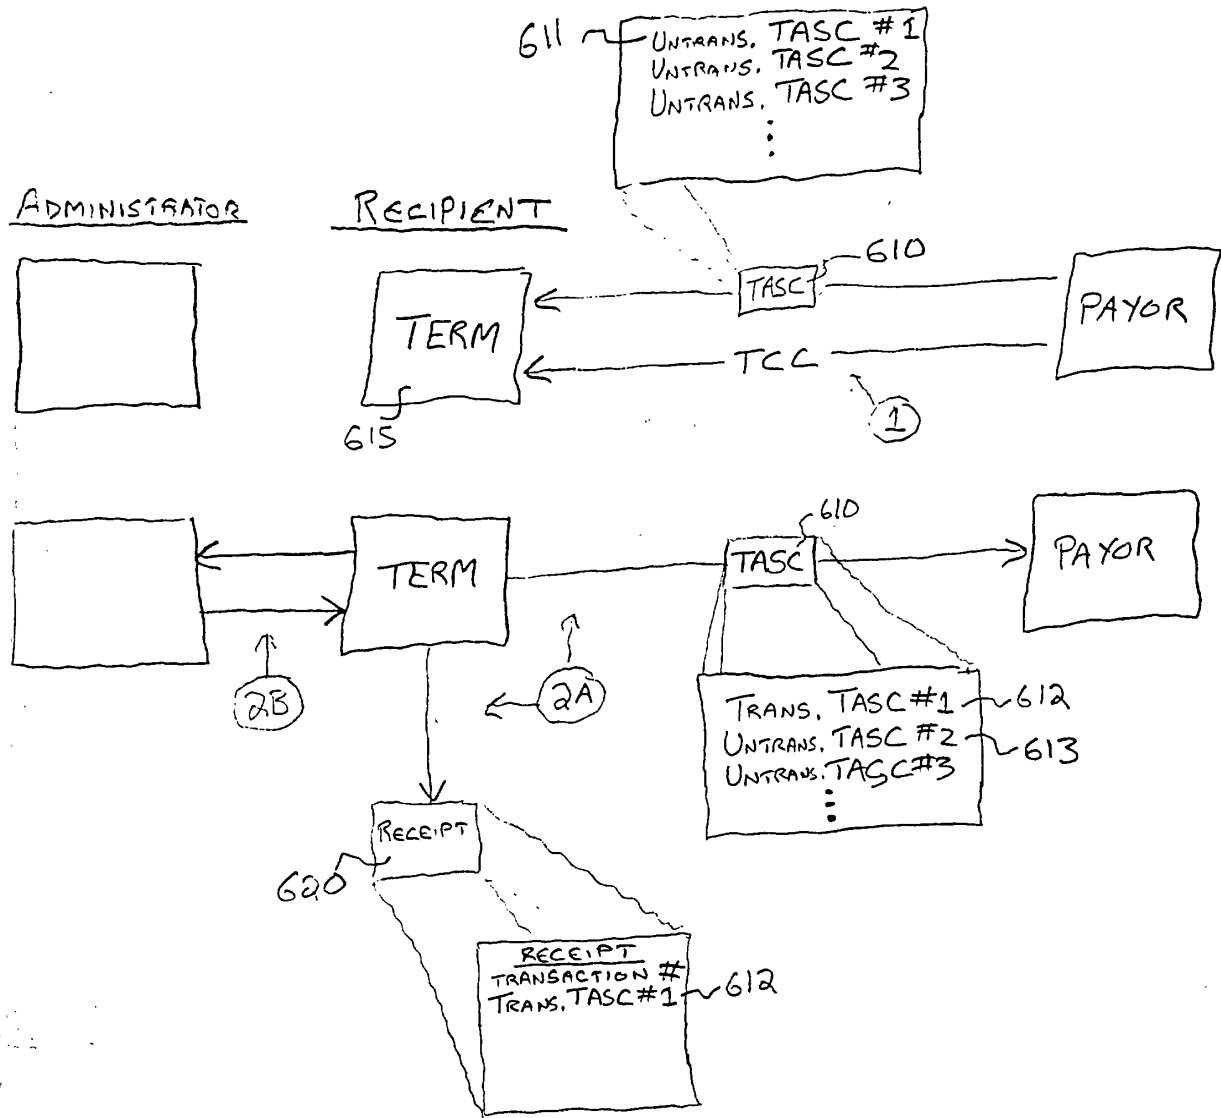 611
UNTRANS. TASC #1
UNTRANS. TASC #2
UNTRANS. TASC #3
ADMINISTRATOR
RECIPIENT
610
TASC
TERM
PAYOR
TCC
615
1
610
TASC
PAYOR
TERM
2B
2A
TRANS. TASC #1
612
UNTRANS. TASC #2
613
UNTRANS. TASC #3
RECEIPT
620
RECEIPT
TRANSACTION #
TRANS. TASC #1
612